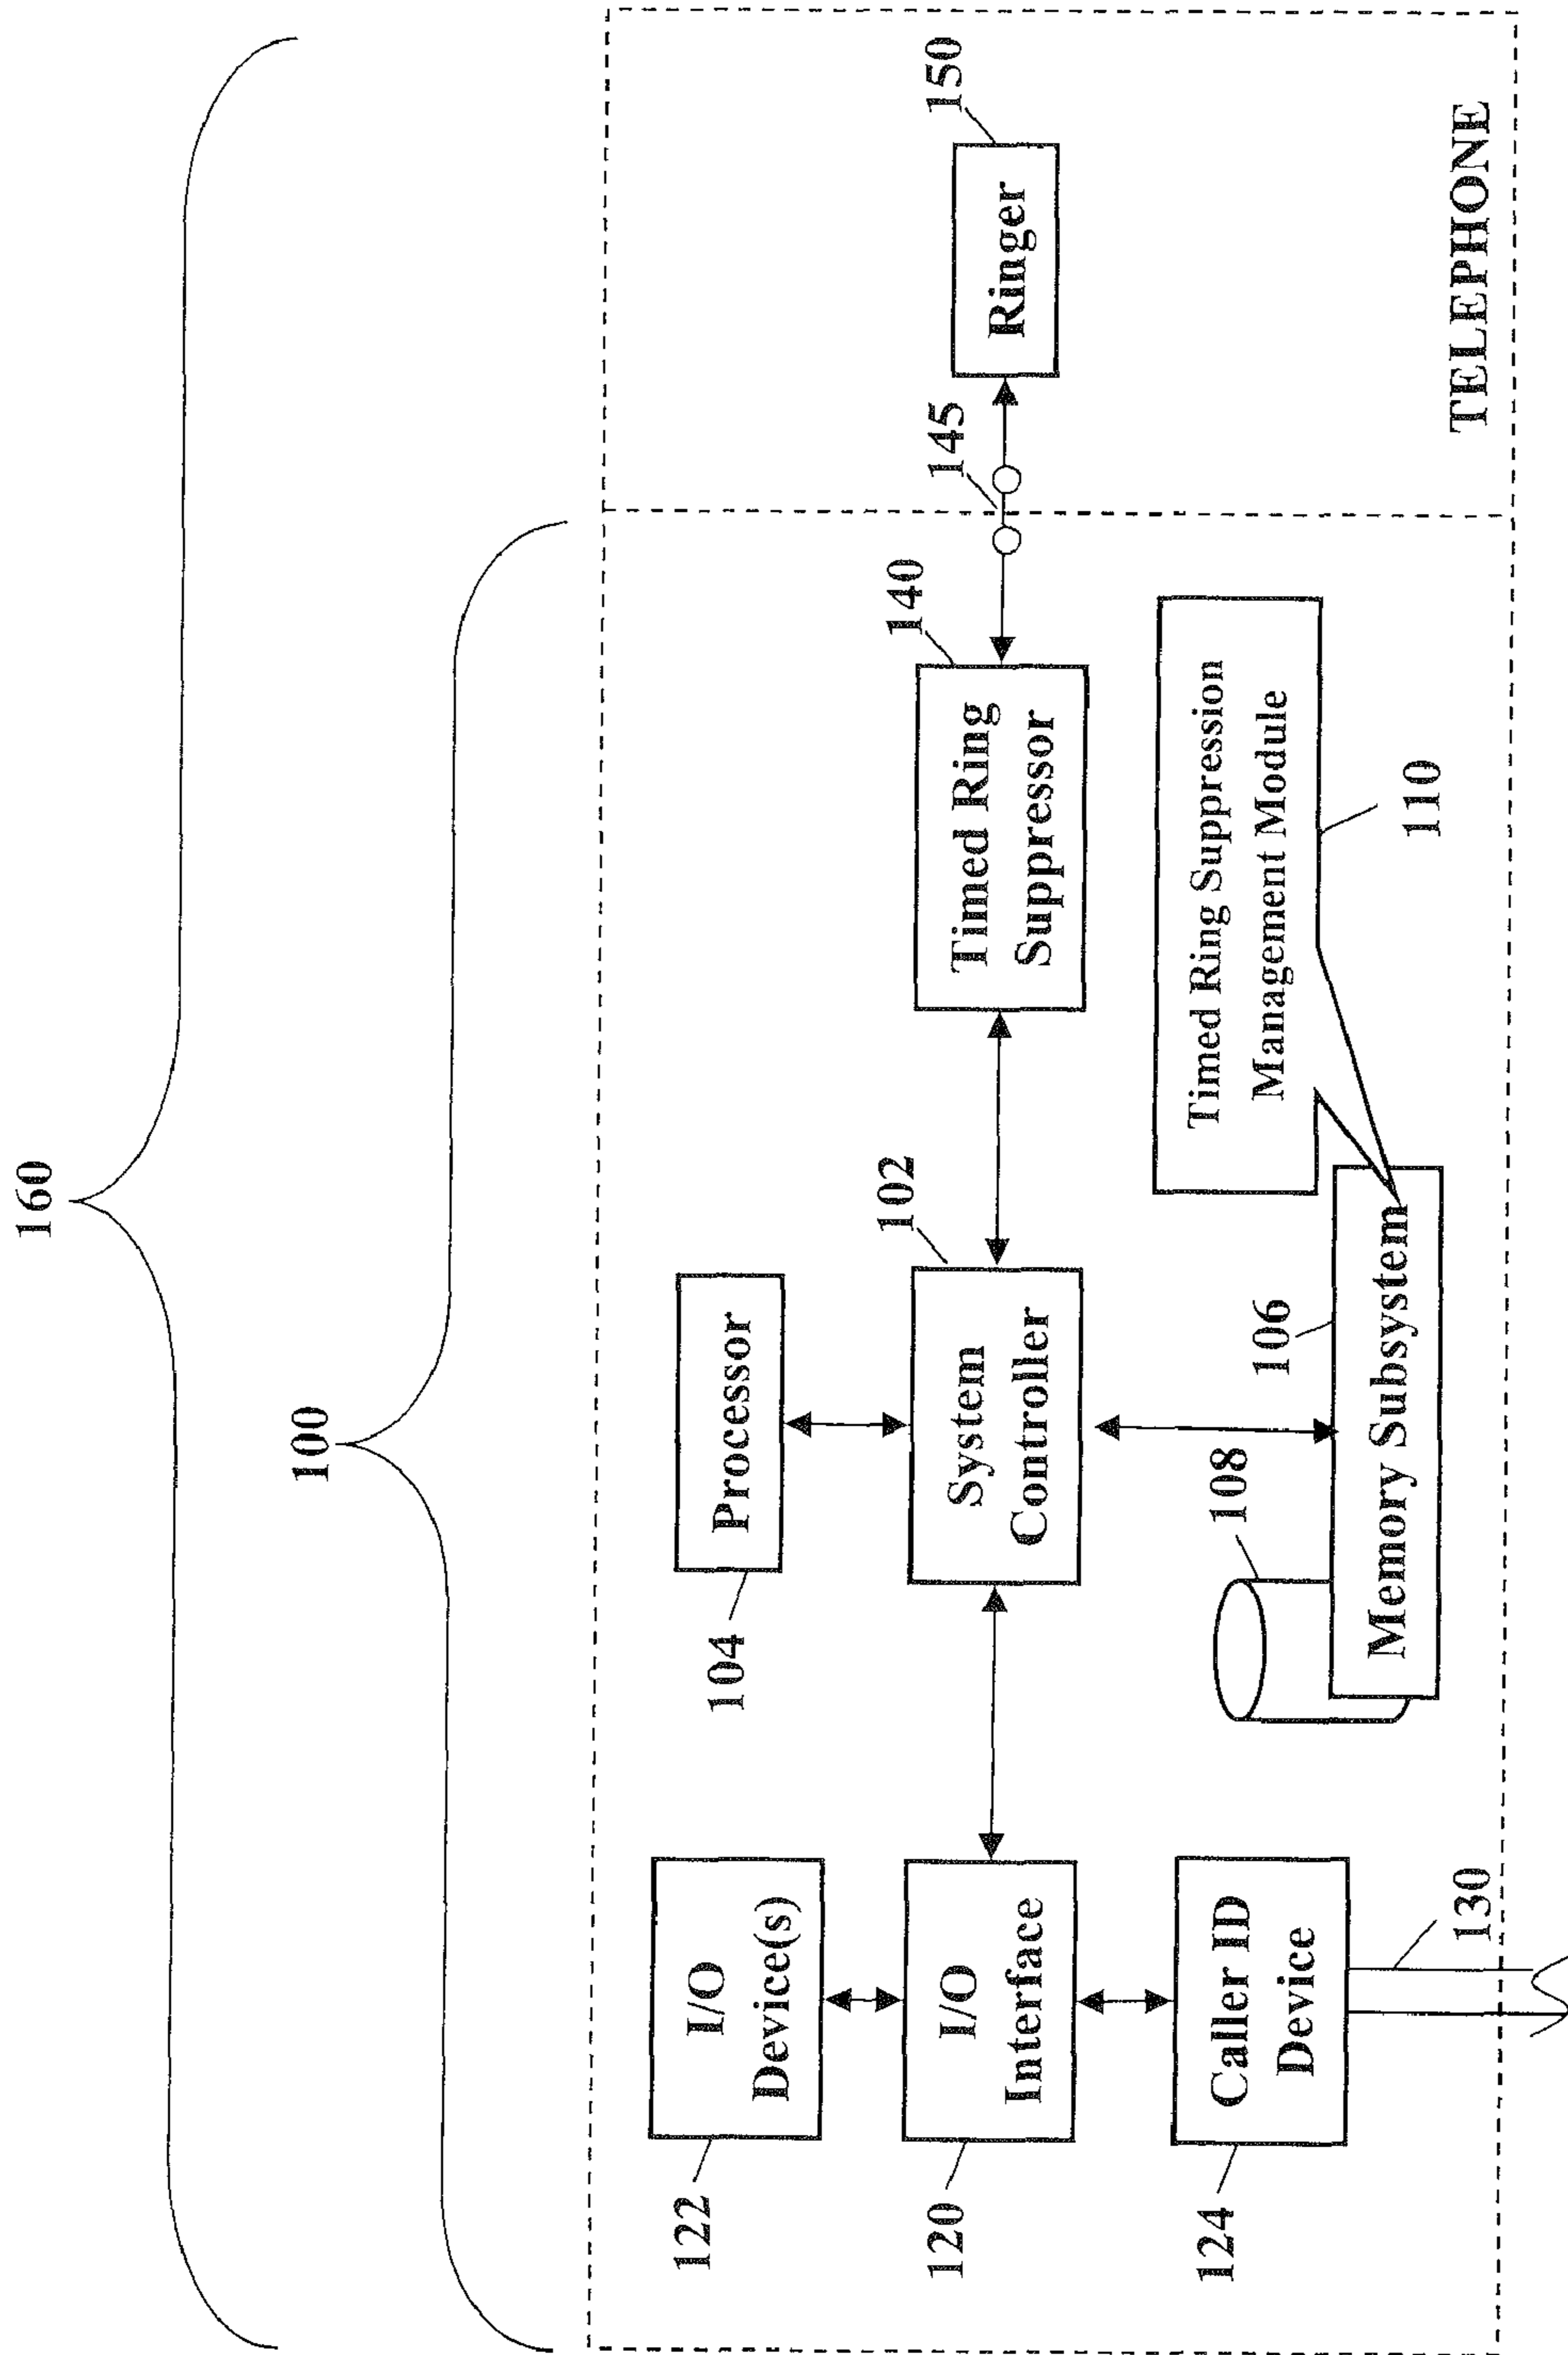 160
100
122
I/O
Device(s)
104
Processor
120
I/O
Interface
System
Controller
102
Timed Ring
Suppressor
140
145
Ringer
150
124
Caller ID
Device
130
108
106
Memory Subsystem
Timed Ring Suppression
Management Module
110
TELEPHONE